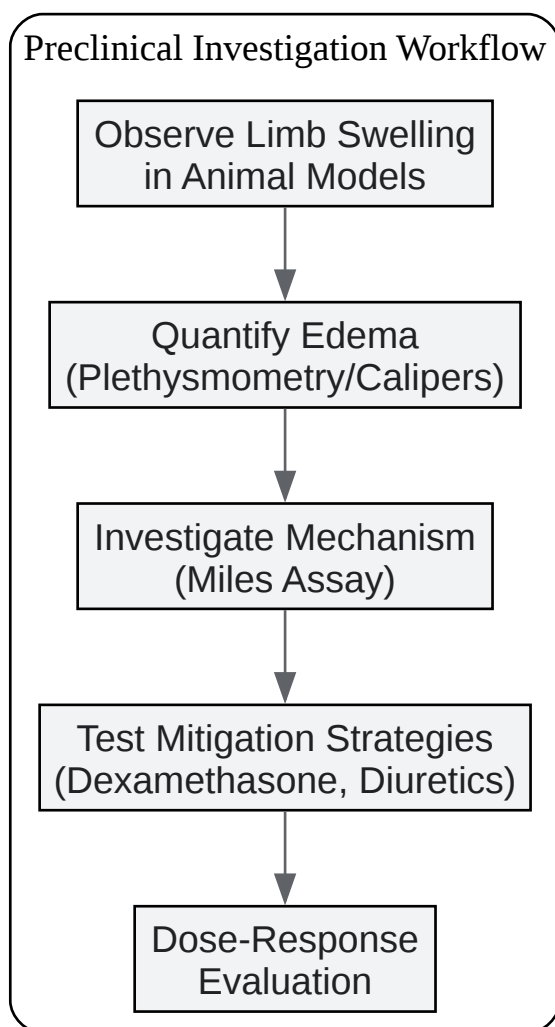 Preclinical Investigation Workflow
Observe Limb Swelling
in Animal Models
Quantify Edema
(Plethysmometry/Calipers)
Investigate Mechanism
(Miles Assay)
Test Mitigation Strategies
(Dexamethasone, Diuretics)
Dose-Response
Evaluation